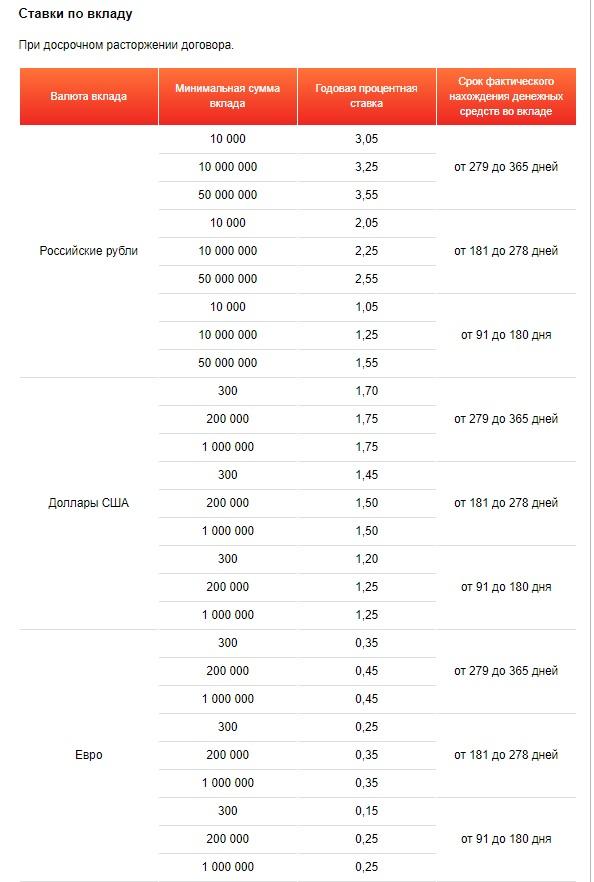 Ставки по вкладу
При досрочном расторжении договора.
Валюта вклада
Минимальная сумма
вклада
Годовая процентная
ставка
Срок фактического
нахождения денежных
средств во вкладе
Российские рубли
10 000 3,05
10 000 000 3,25 от 279 до 365 дней
50 000 000 3,55
10 000 2,05
10 000 000 2,25 от 181 до 278 дней
50 000 000 2,55
10 000 1,05
10 000 000 1,25 от 91 до 180 дня
50 000 000 1,55
Доллары США
300 1,70
200 000 1,75 от 279 до 365 дней
1 000 000 1,75
300 1,45
200 000 1,50 от 181 до 278 дней
1 000 000 1,50
300 1,20
200 000 1,25 от 91 до 180 дня
1 000 000 1,25
Евро
300 0,35
200 000 0,45 от 279 до 365 дней
1 000 000 0,45
300 0,25
200 000 0,35 от 181 до 278 дней
1 000 000 0,35
300 0,15
200 000 0,25 от 91 до 180 дня
1 000 000 0,25